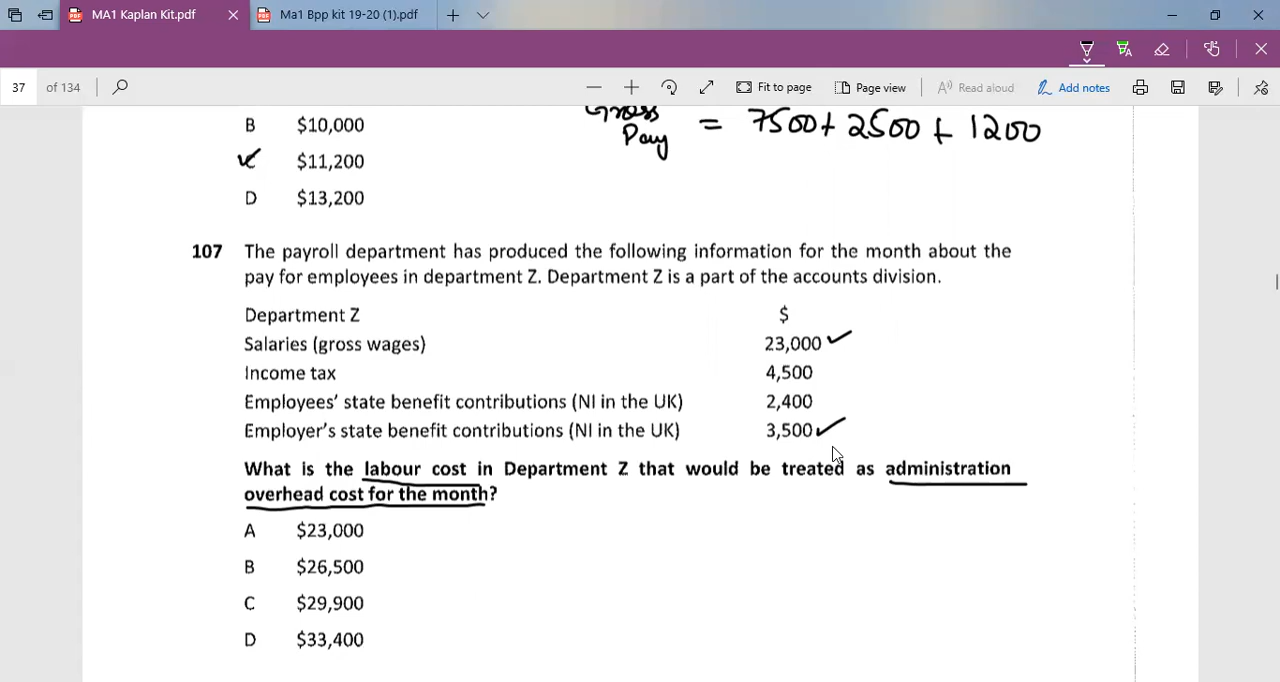 MA1 Kaplan Kit.pdf
Ma1 Bpp kit 19-20 (1).pdf
37 of 134
Fit to page
Page view
Read aloud
Add notes
Gross Pay = 7500 + 2500 + 1200
B $10,000
C $11,200
D $13,200
107 The payroll department has produced the following information for the month about the
pay for employees in department Z. Department Z is a part of the accounts division.
Department Z $
Salaries (gross wages) 23,000
Income tax 4,500
Employees' state benefit contributions (NI in the UK) 2,400
Employer's state benefit contributions (NI in the UK) 3,500
What is the labour cost in Department Z that would be treated as administration
overhead cost for the month?
A $23,000
B $26,500
C $29,900
D $33,400